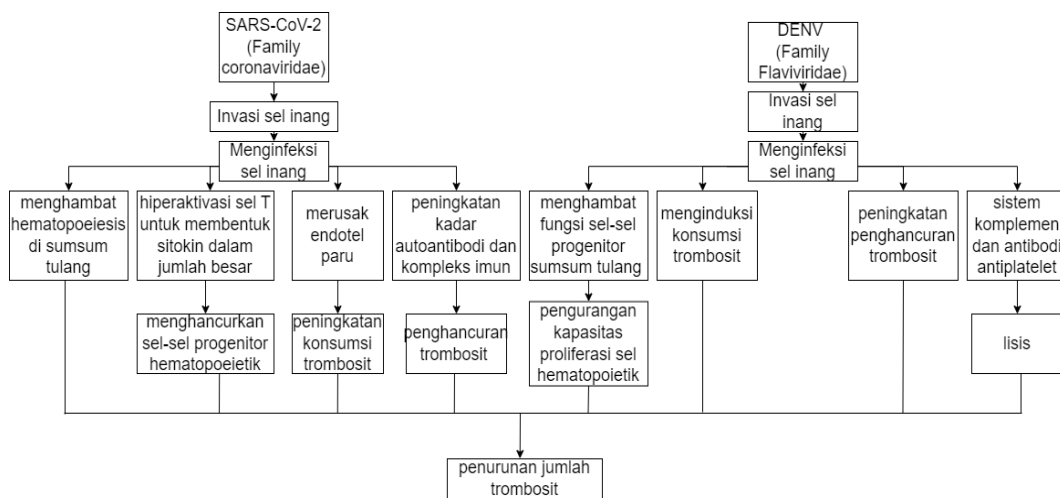 SARS-CoV-2
(Family
coronaviridae)
Invasi sel inang
Menginfeksi
sel inang
menghambat
hematopoeiesis
di sumsum
tulang
hiperaktivasi sel T
untuk membentuk
sitokin dalam
jumlah besar
merusak
endotel
paru
peningkatan
kadar
autoantibodi dan
kompleks imun
menghancurkan
sel-sel progenitor
hematopoeietik
peningkatan
konsumsi
trombosit
penghancuran
trombosit
DENV
(Family
Flaviviridae)
Invasi sel
inang
Menginfeksi
sel inang
menghambat
fungsi sel-sel
progenitor
sumsum tulang
menginduksi
konsumsi
trombosit
peningkatan
penghancuran
trombosit
sistem
komplemen
dan antibodi
antiplatelet
pengurangan
kapasitas
proliferasi sel
hematopoietik
lisis
penurunan jumlah
trombosit